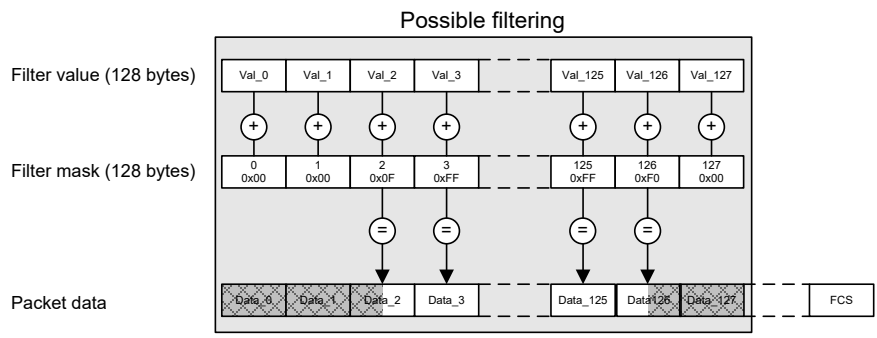 Possible filtering
Filter value (128 bytes)
Val_0 Val_1 Val_2 Val_3 Val_125 Val_126 Val_127
+ + + + + + +
Filter mask (128 bytes)
0 1 2 3 125 126 127
0x00 0x00 0x0F 0xFF 0xFF 0xF0 0x00
= = = =
Packet data
Data_0 Data_1 Data_2 Data_3 Data_125 Data126 Data_127 FCS